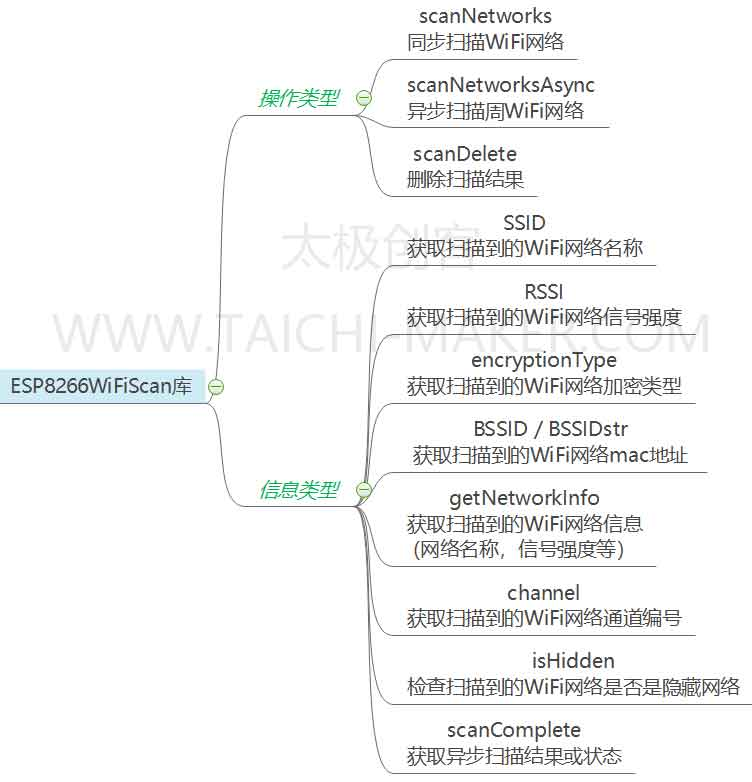 scanNetworks
同步扫描WiFi网络
操作类型
scanNetworksAsync
异步扫描周WiFi网络
scanDelete
删除扫描结果
太极创客
SSID
获取扫描到的WiFi网络名称
RSSI
获取扫描到的WiFi网络信号强度
WWW.TAICHI-MAKER.COM
encryptionType
获取扫描到的WiFi网络加密类型
ESP8266WiFiScan库
BSSID / BSSIDstr
获取扫描到的WiFi网络mac地址
信息类型
getNetworkInfo
获取扫描到的WiFi网络信息
（网络名称，信号强度等）
channel
获取扫描到的WiFi网络通道编号
isHidden
检查扫描到的WiFi网络是否是隐藏网络
scanComplete
获取异步扫描结果或状态